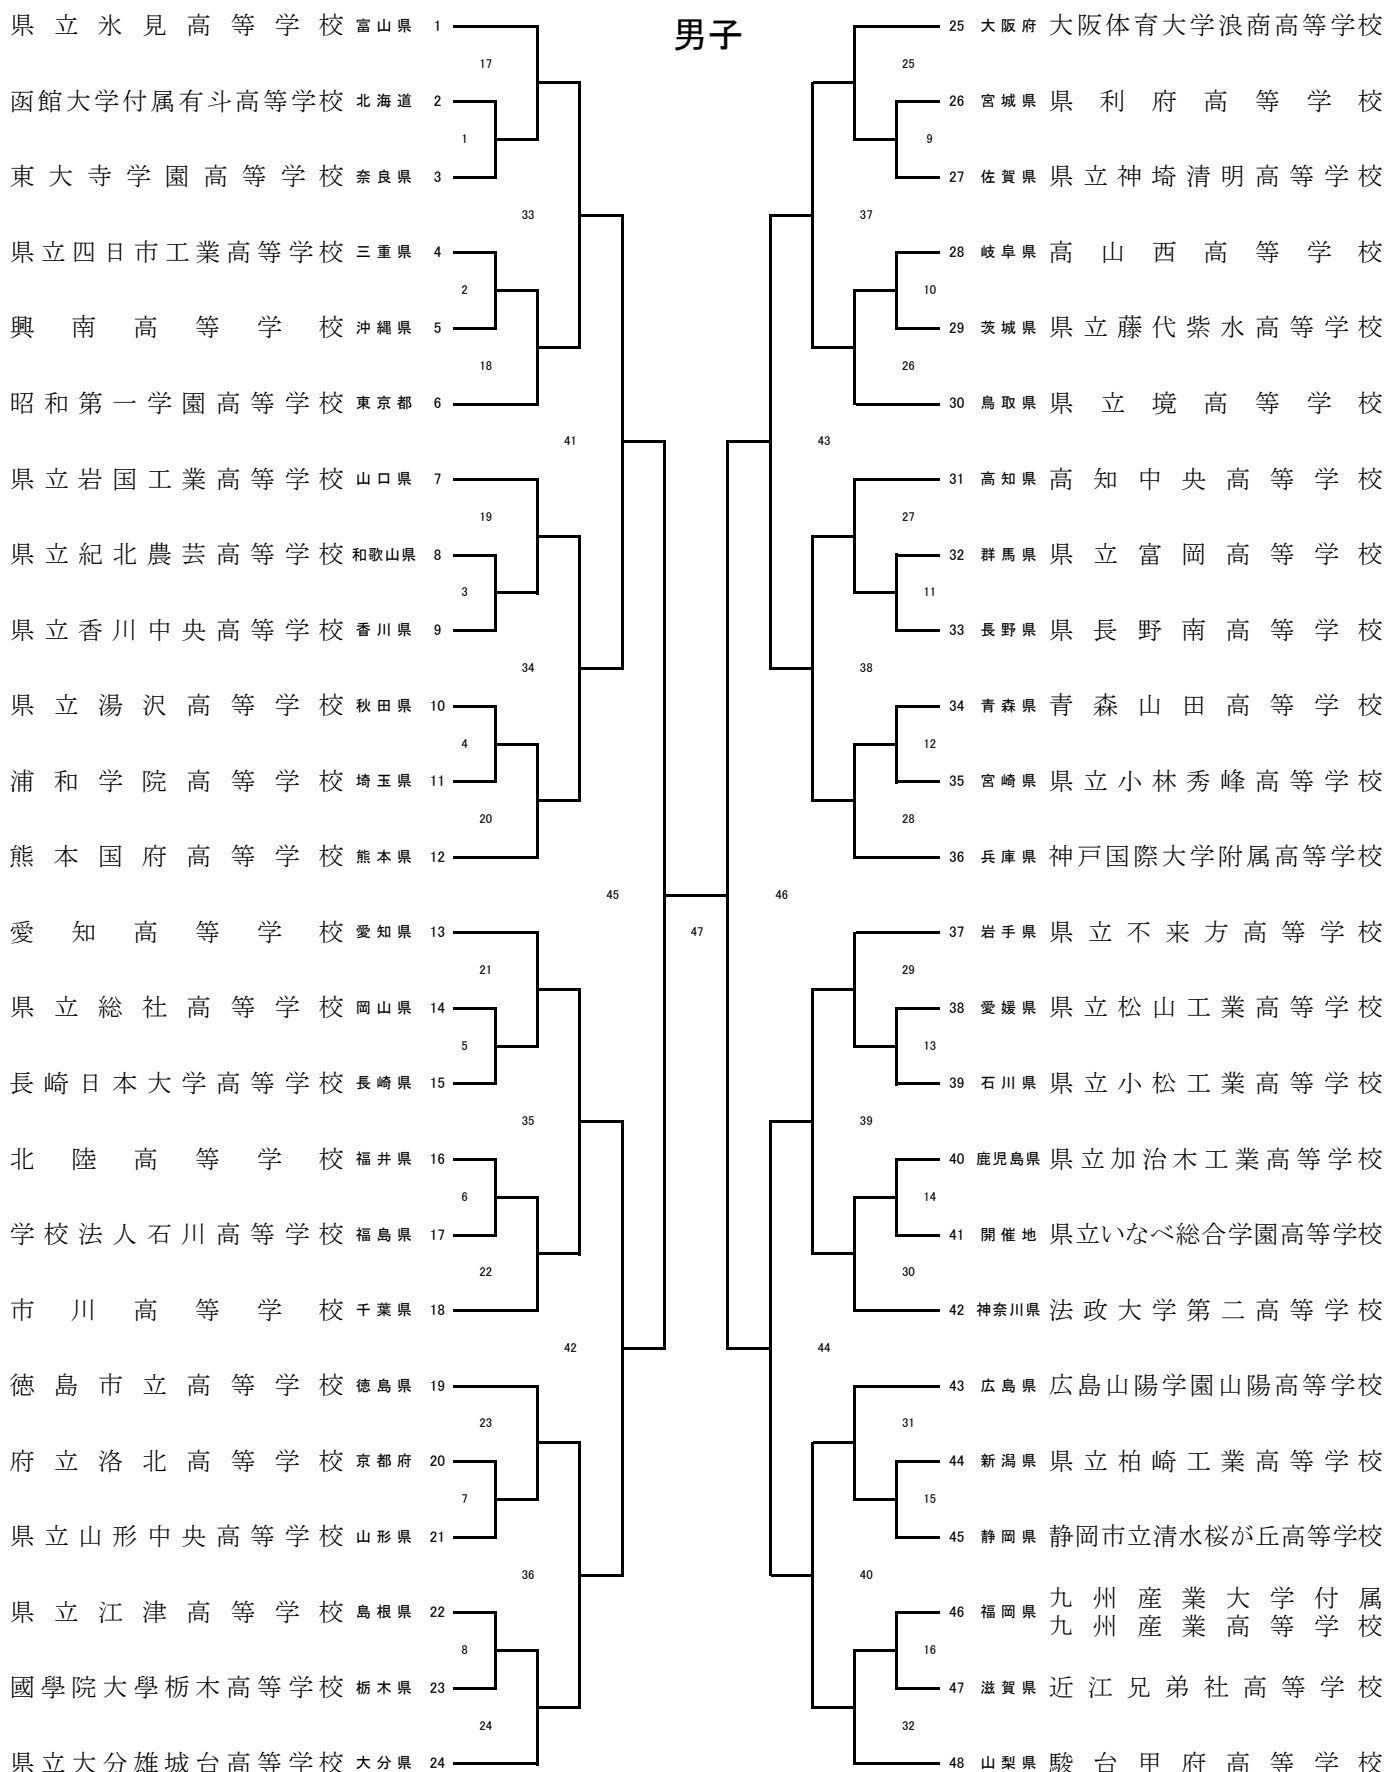 男子
県立氷見高等学校 富山県 1
17
函館大学付属有斗高等学校 北海道 2
1
東大寺学園高等学校 奈良県 3
33
県立四日市工業高等学校 三重県 4
2
興南高等学校 沖縄県 5
18
昭和第一学園高等学校 東京都 6
41
県立岩国工業高等学校 山口県 7
19
県立紀北農芸高等学校 和歌山県 8
3
県立香川中央高等学校 香川県 9
34
県立湯沢高等学校 秋田県 10
4
浦和学院高等学校 埼玉県 11
20
熊本国府高等学校 熊本県 12
45
愛知高等学校 愛知県 13
21
県立総社高等学校 岡山県 14
5
長崎日本大学高等学校 長崎県 15
35
北陸高等学校 福井県 16
6
学校法人石川高等学校 福島県 17
22
市川高等学校 千葉県 18
42
徳島市立高等学校 徳島県 19
23
府立洛北高等学校 京都府 20
7
県立山形中央高等学校 山形県 21
36
県立江津高等学校 島根県 22
8
國學院大學栃木高等学校 栃木県 23
24
県立大分雄城台高等学校 大分県 24
47
25 大阪府 大阪体育大学浪商高等学校
25
26 宮城県 県利府高等学校
9
27 佐賀県 県立神埼清明高等学校
37
28 岐阜県 高山西高等学校
10
29 茨城県 県立藤代紫水高等学校
26
30 鳥取県 県立境高等学校
43
31 高知県 高知中央高等学校
27
32 群馬県 県立富岡高等学校
11
33 長野県 県長野南高等学校
38
34 青森県 青森山田高等学校
12
35 宮崎県 県立小林秀峰高等学校
28
36 兵庫県 神戸国際大学附属高等学校
46
37 岩手県 県立不来方高等学校
29
38 愛媛県 県立松山工業高等学校
13
39 石川県 県立小松工業高等学校
39
40 鹿児島県 県立加治木工業高等学校
14
41 開催地 県立いなべ総合学園高等学校
30
42 神奈川県 法政大学第二高等学校
44
43 広島県 広島山陽学園山陽高等学校
31
44 新潟県 県立柏崎工業高等学校
15
45 静岡県 静岡市立清水桜が丘高等学校
40
46 福岡県 九州産業大学付属
九州産業高等学校
16
47 滋賀県 近江兄弟社高等学校
32
48 山梨県 駿台甲府高等学校